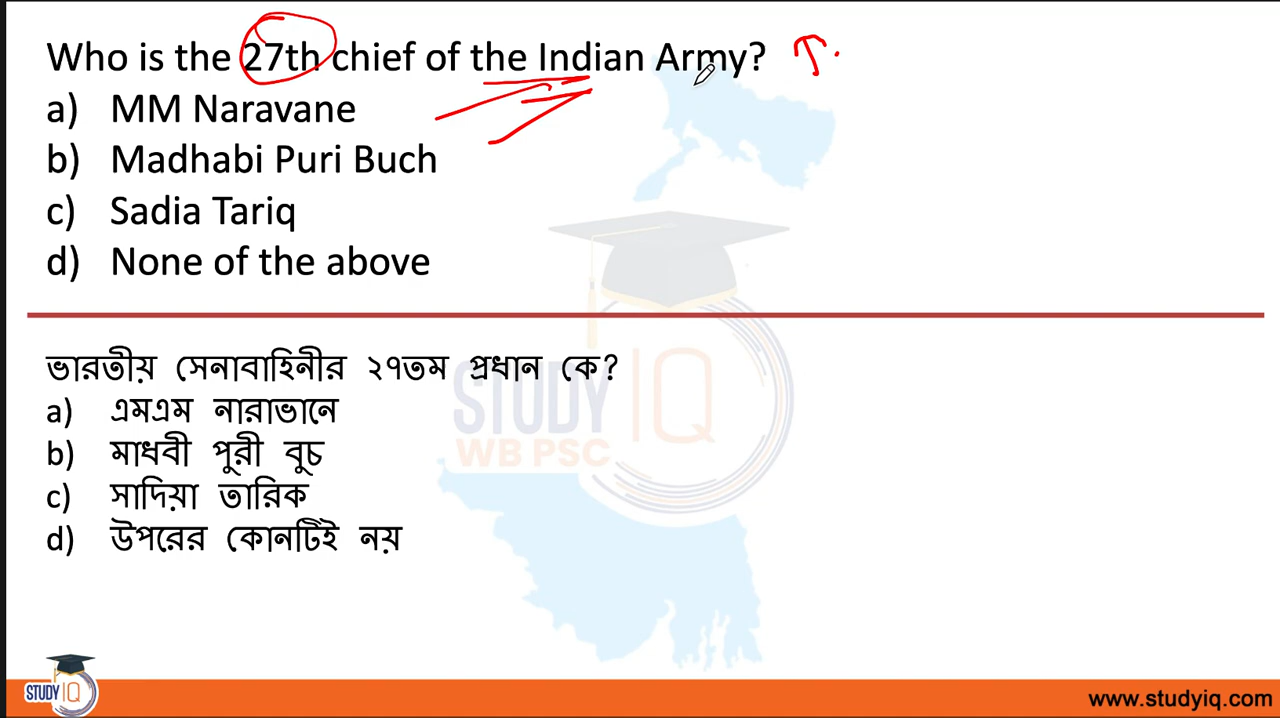 Who is the 27th chief of the Indian Army?
a) MM Naravane
b) Madhabi Puri Buch
c) Sadia Tariq
d) None of the above
ভারতীয় সেনাবাহিনীর ২৭তম প্রধান কে?
a) এমএম নারাভানে
b) মাধবী পুরী বুচ
c) সাদিয়া তারিক
d) উপরের কোনটিই নয়
STUDY IQ
WB PSC
STUDY IQ
www.studyiq.com